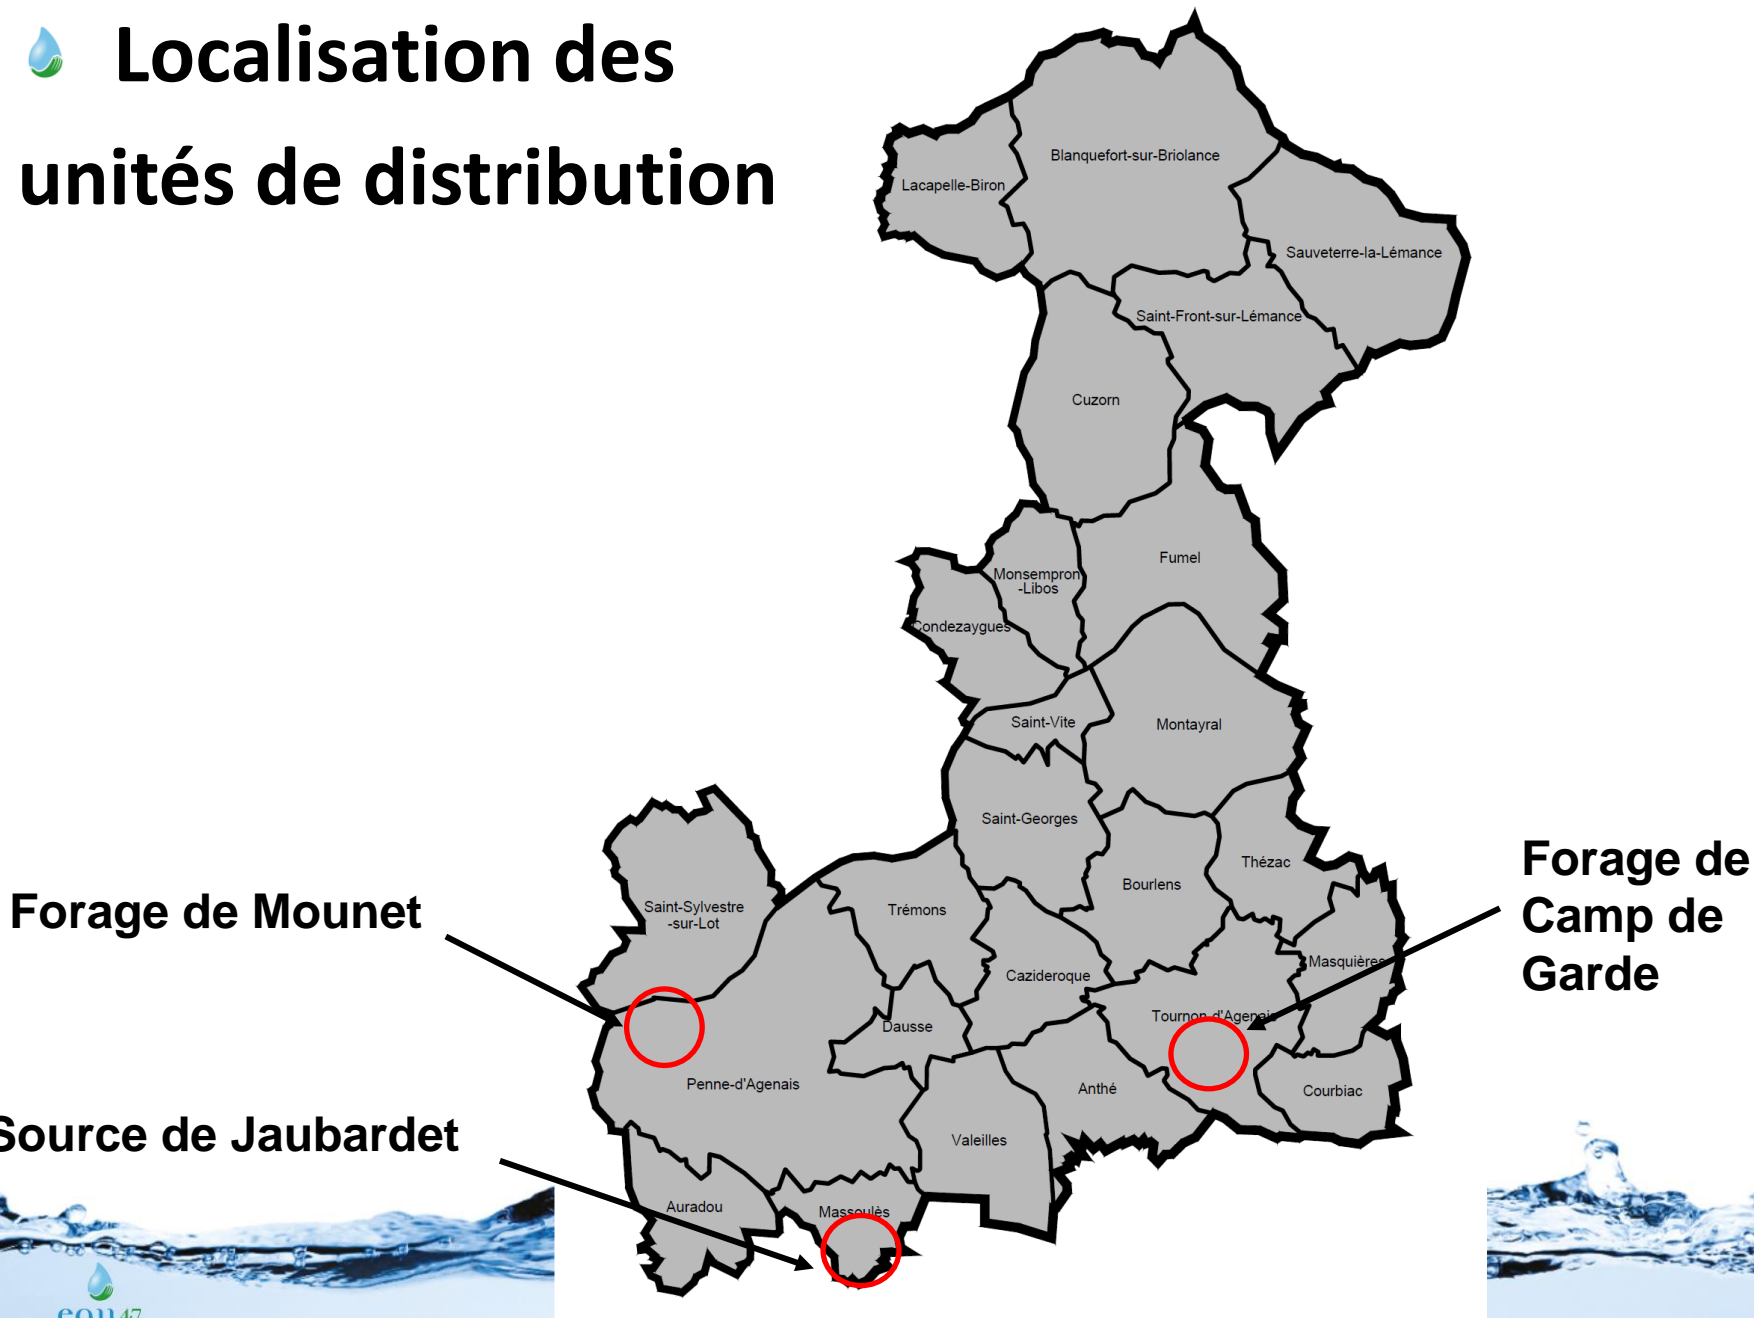 Localisation des
unités de distribution
Blanquefort-sur-Briolance
Lacapelle-Biron
Sauveterre-la-Lémance
Saint-Front-sur-Lémance
Cuzorn
Fumel
Monsempron
-Libos
Condezaygues
Saint-Vite
Montayral
Saint-Georges
Thézac
Bourlens
Forage de
Camp de
Garde
Forage de Mounet
Saint-Sylvestre
-sur-Lot
Trémons
Masquières
Cazideroque
Tournon-d'Agenais
Dausse
Penne-d'Agenais
Anthé
Courbiac
Source de Jaubardet
Valeilles
Auradou
Massoulès
eau47